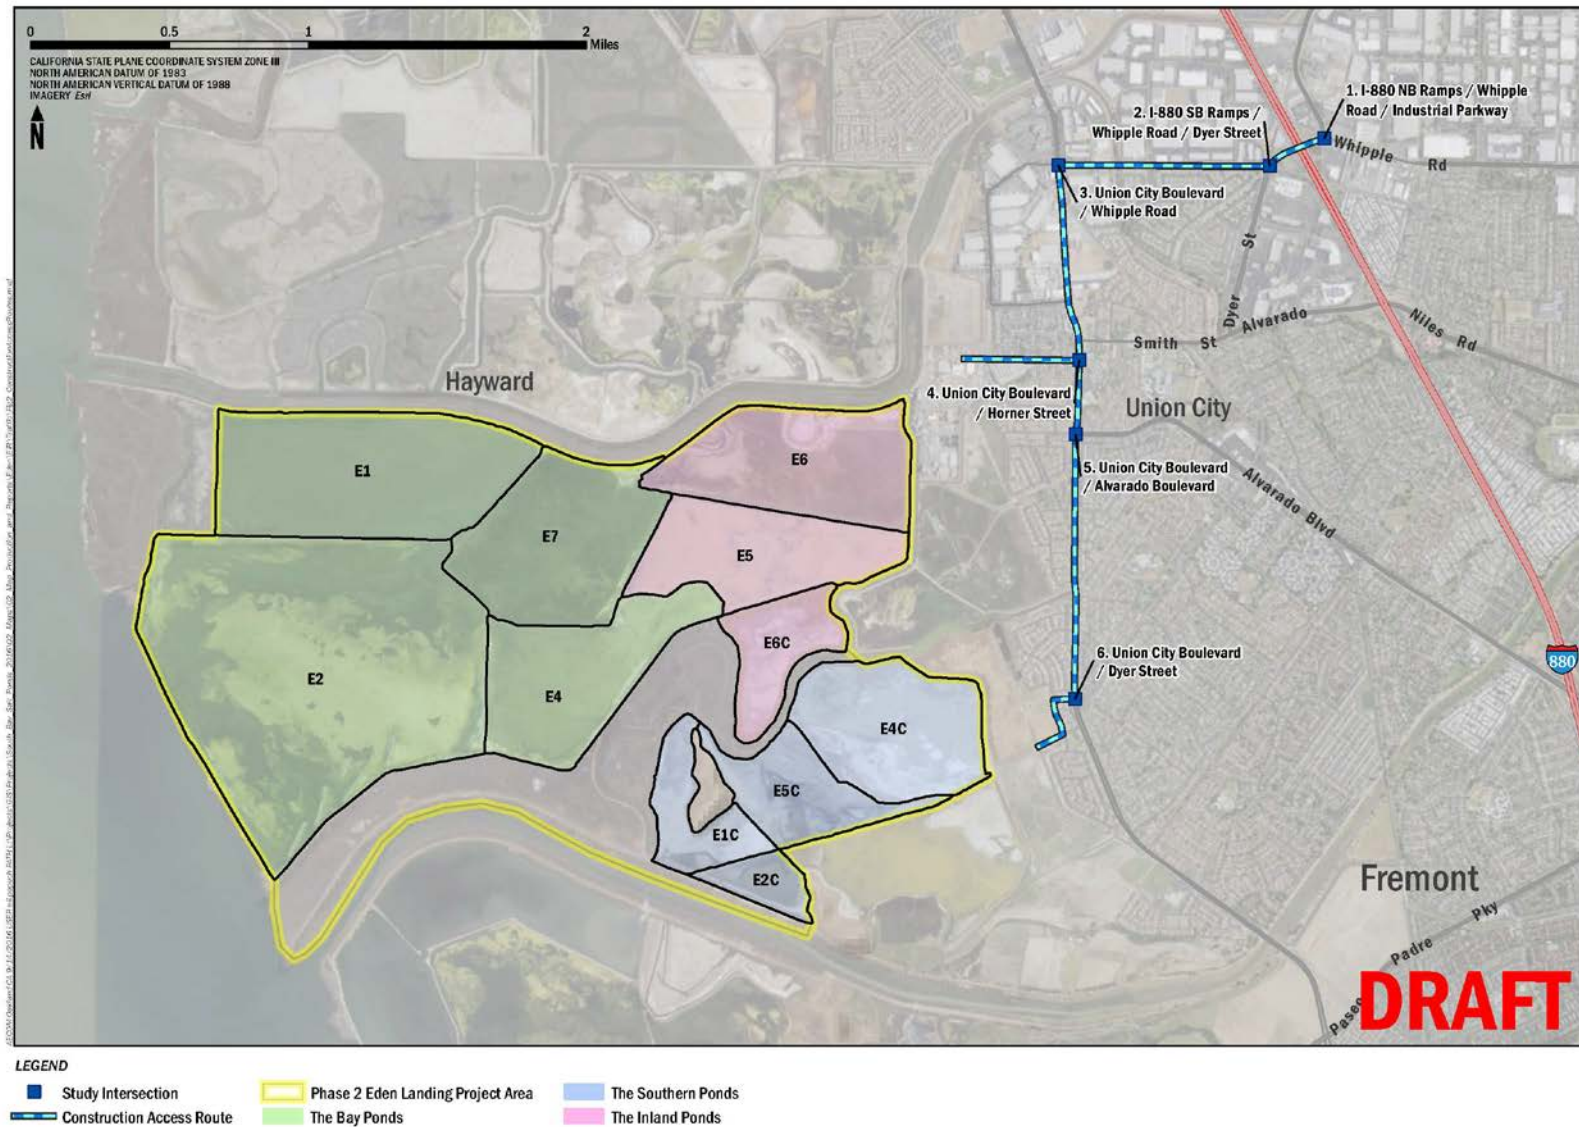 0 0.5 1 2
Miles
CALIFORNIA STATE PLANE COORDINATE SYSTEM ZONE III
NORTH AMERICAN DATUM OF 1983
NORTH AMERICAN VERTICAL DATUM OF 1988
IMAGERY Esri
N
1. I-880 NB Ramps / Whipple
Road / Industrial Parkway
2. I-880 SB Ramps /
Whipple Road / Dyer Street
Whipple Rd
3. Union City Boulevard
/ Whipple Road
Dyer St
Alvarado Niles Rd
Smith St
Hayward
4. Union City Boulevard
/ Horner Street
Union City
5. Union City Boulevard
/ Alvarado Boulevard
Alvarado Blvd
E1
E6
E7
E5
E6C
E2
E4
6. Union City Boulevard
/ Dyer Street
880
E4C
E5C
E1C
E2C
Fremont
Paseo Padre Pky
DRAFT
LEGEND
Study Intersection
Phase 2 Eden Landing Project Area
The Southern Ponds
Construction Access Route
The Bay Ponds
The Inland Ponds